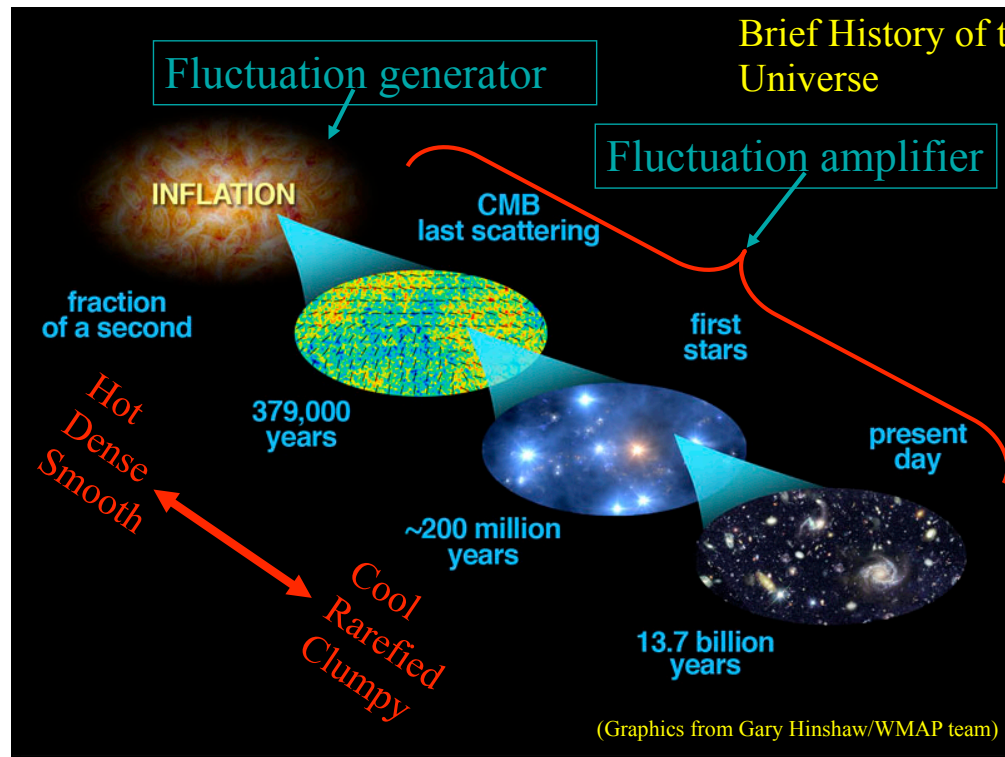 Brief History of t
Universe
Fluctuation generator
Fluctuation amplifier
INFLATION
CMB
last scattering
fraction
of a second
first
stars
379,000
years
present
day
Hot
Dense
Smooth
~200 million
years
Cool
Rarefied
Clumpy
13.7 billion
years
(Graphics from Gary Hinshaw/WMAP team)